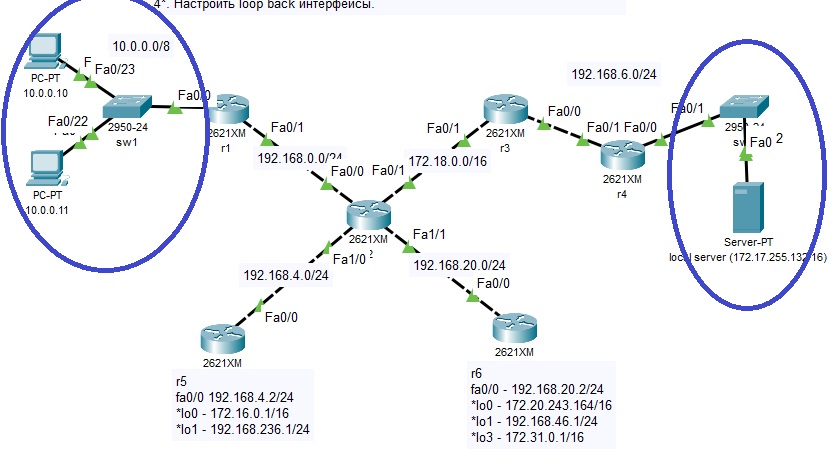 4*. Настроить loop back интерфейсы.
10.0.0.0/8
F
Fa0/23
PC-PT
10.0.0.10
Fa0/0
Fa0/22
2950-24
sw1
PC-PT
10.0.0.11
2621XM
r1
Fa0/1
192.168.0.0/24
Fa0/0
Fa0/1
172.18.0.0/16
Fa0/1
2621XM
r3
Fa0/0
192.168.6.0/24
Fa0/1
Fa0/0
2621XM
r4
Fa0/1
2950-24
sw
2
Fa0
Server-PT
local server (172.17.255.132/16)
2621XM
2
Fa1/0
Fa1/1
192.168.4.0/24
192.168.20.0/24
Fa0/0
Fa0/0
2621XM
2621XM
r5
fa0/0 192.168.4.2/24
*lo0 - 172.16.0.1/16
*lo1 - 192.168.236.1/24
r6
fa0/0 - 192.168.20.2/24
*lo0 - 172.20.243.164/16
*lo1 - 192.168.46.1/24
*lo3 - 172.31.0.1/16